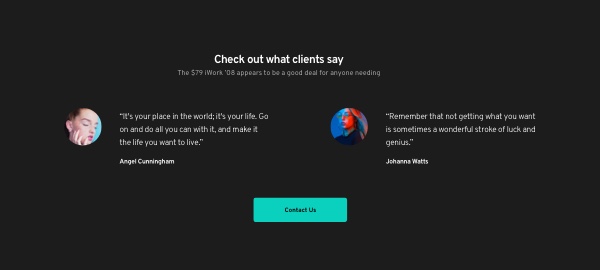 Check out what clients say
The $79 iWork '08 appears to be a good deal for anyone needing
“It's your place in the world; it's your life. Go
on and do all you can with it, and make it
the life you want to live.”
Angel Cunningham
“Remember that not getting what you want
is sometimes a wonderful stroke of luck and
genius.”
Johanna Watts
Contact Us